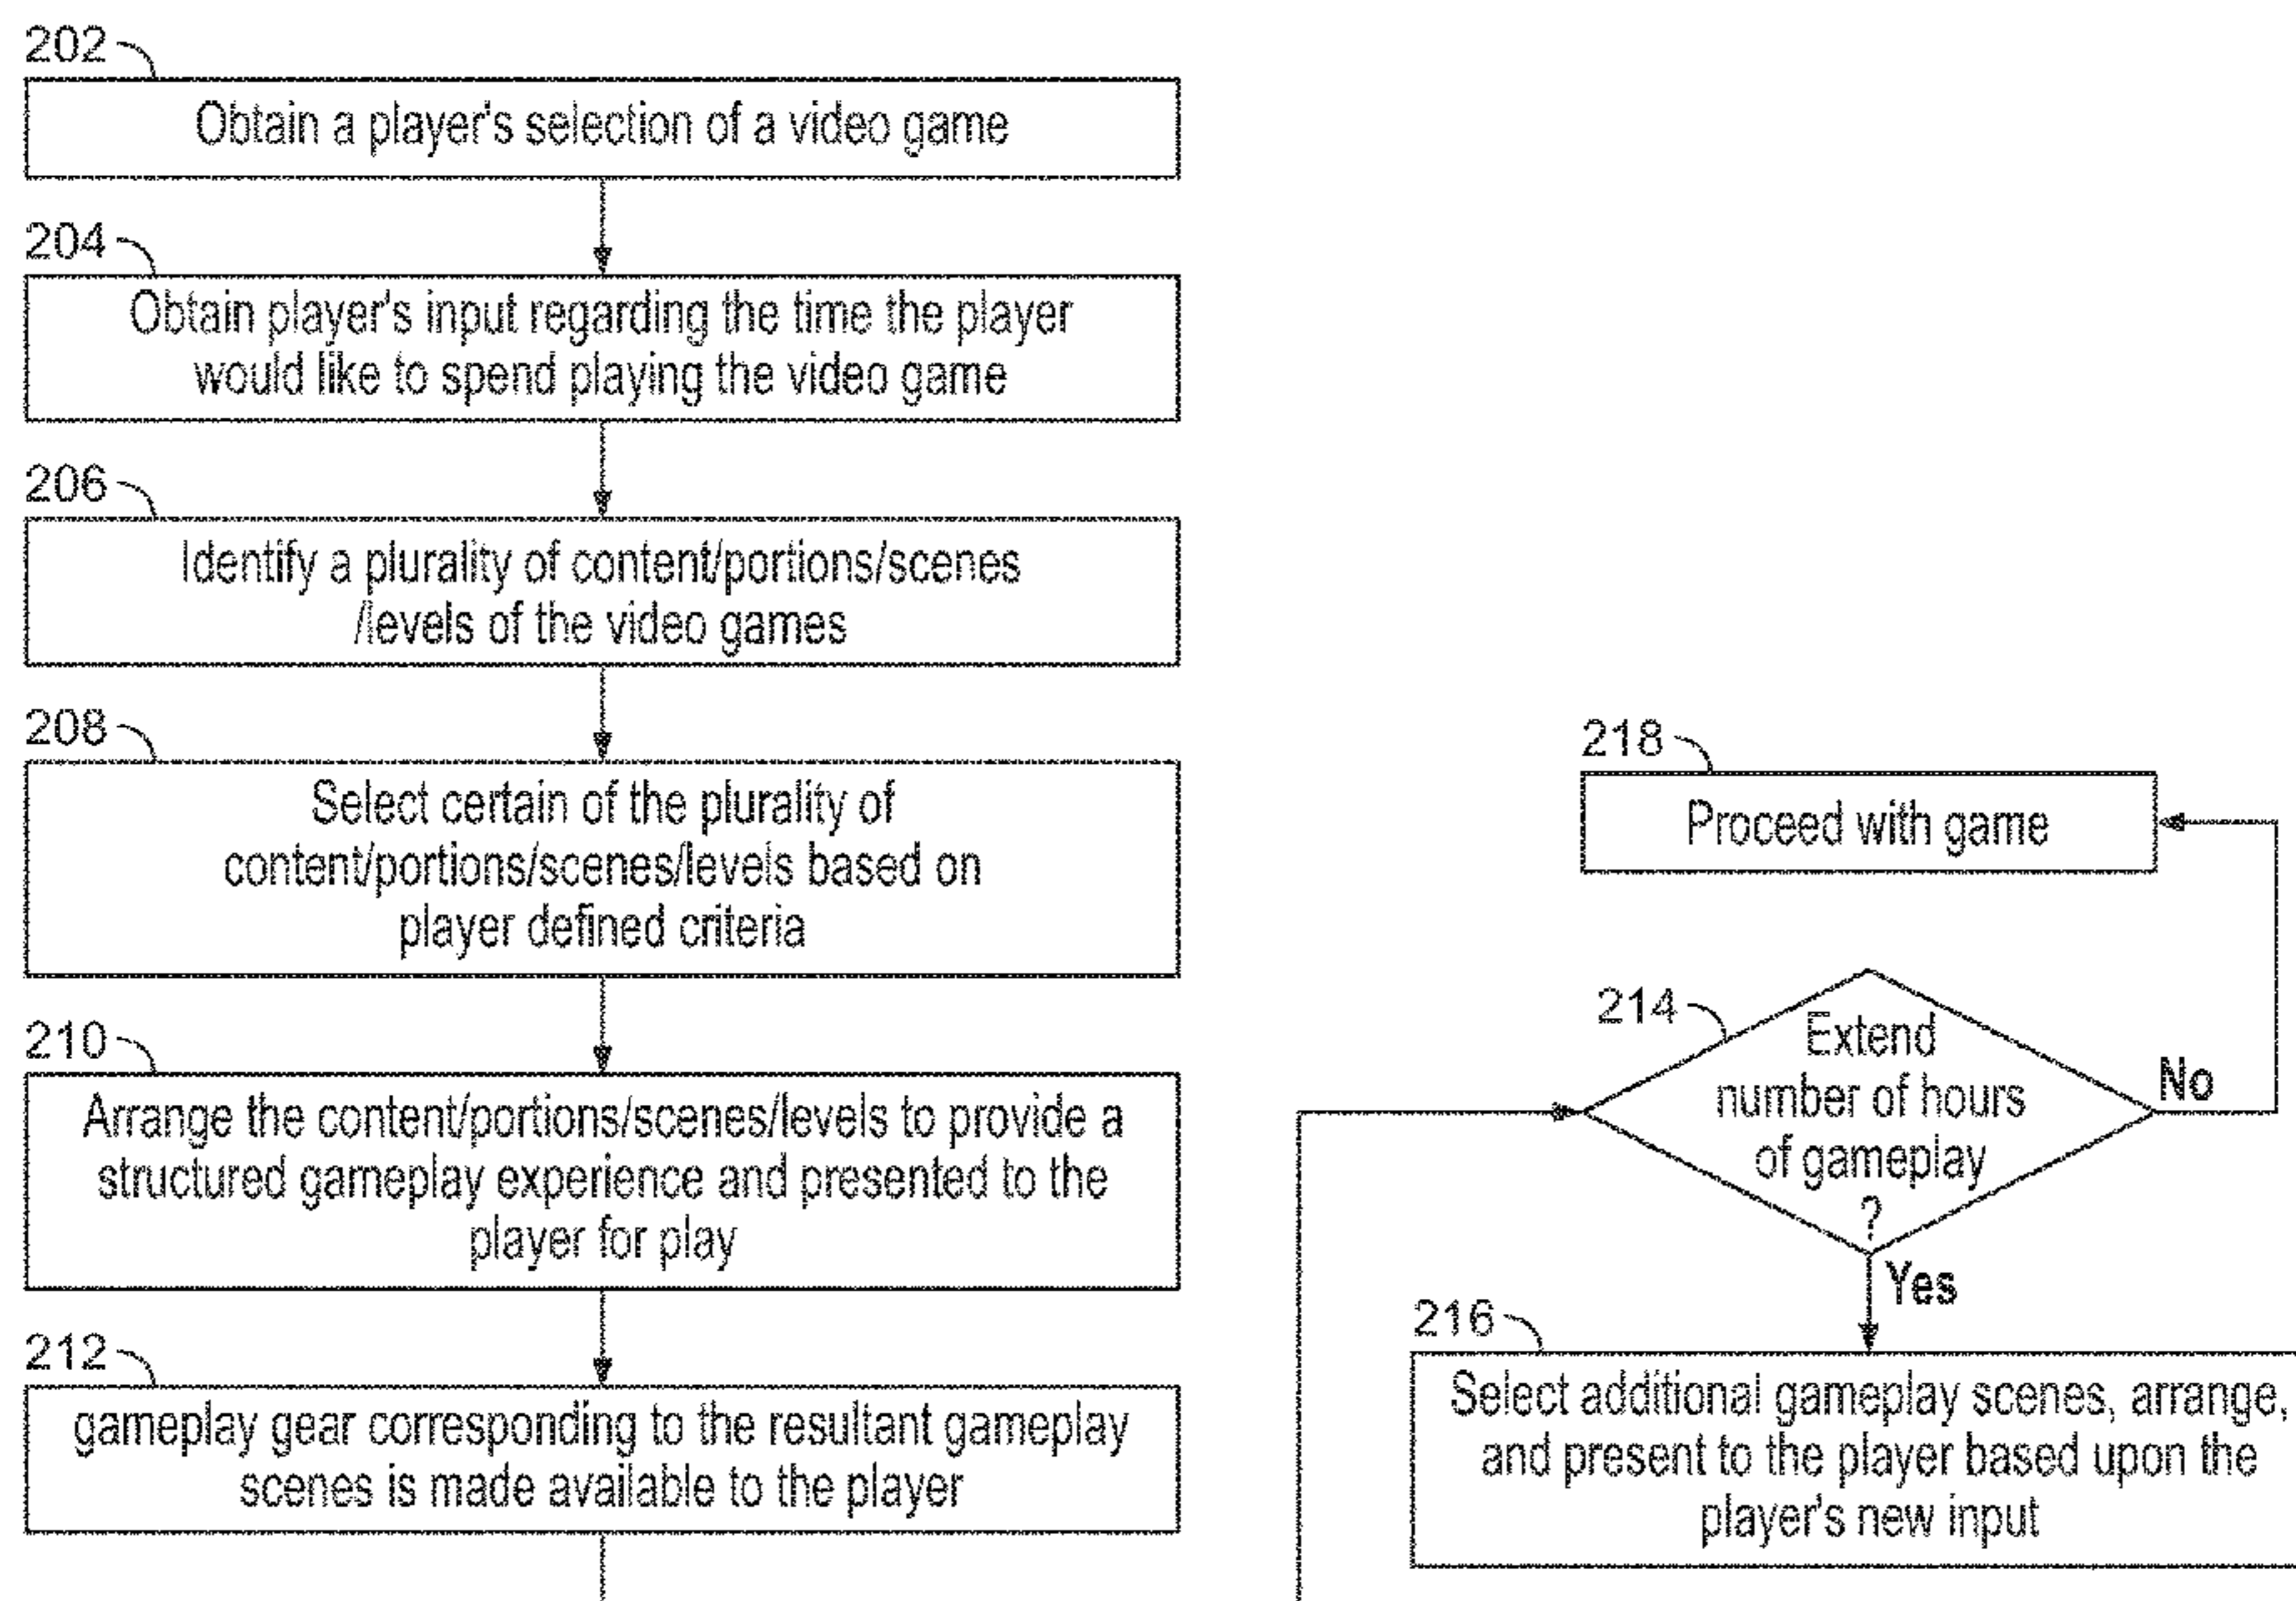 202
Obtain a player's selection of a video game
204
Obtain player's input regarding the time the player
would like to spend playing the video game
206
Identify a plurality of content/portions/scenes
/levels of the video games
208
Select certain of the plurality of
content/portions/scenes/levels based on
player defined criteria
210
Arrange the content/portions/scenes/levels to provide a
structured gameplay experience and presented to the
player for play
212
gameplay gear corresponding to the resultant gameplay
scenes is made available to the player
218
Proceed with game
214
Extend
number of hours
of gameplay
?
No
Yes
216
Select additional gameplay scenes, arrange,
and present to the player based upon the
player's new input